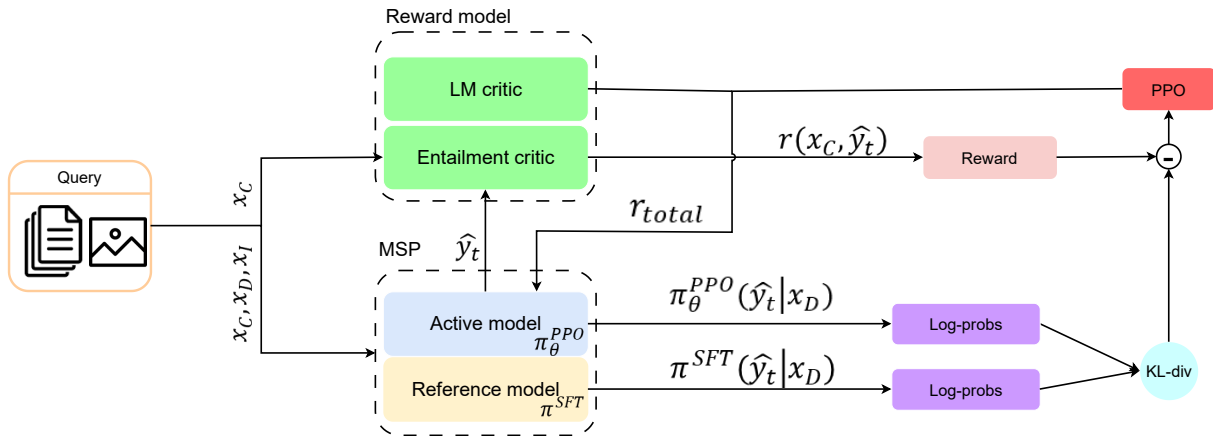 Reward model
LM critic
PPO
Entailment critic
r(x_C, ŷ_t)
Reward
-
Query
x_C
r_total
MSP
ŷ_t
x_C, x_D, x_I
Active model
π_θ^PPO
π_θ^PPO(ŷ_t|x_D)
Log-probs
KL-div
Reference model
π^SFT
π^SFT(ŷ_t|x_D)
Log-probs